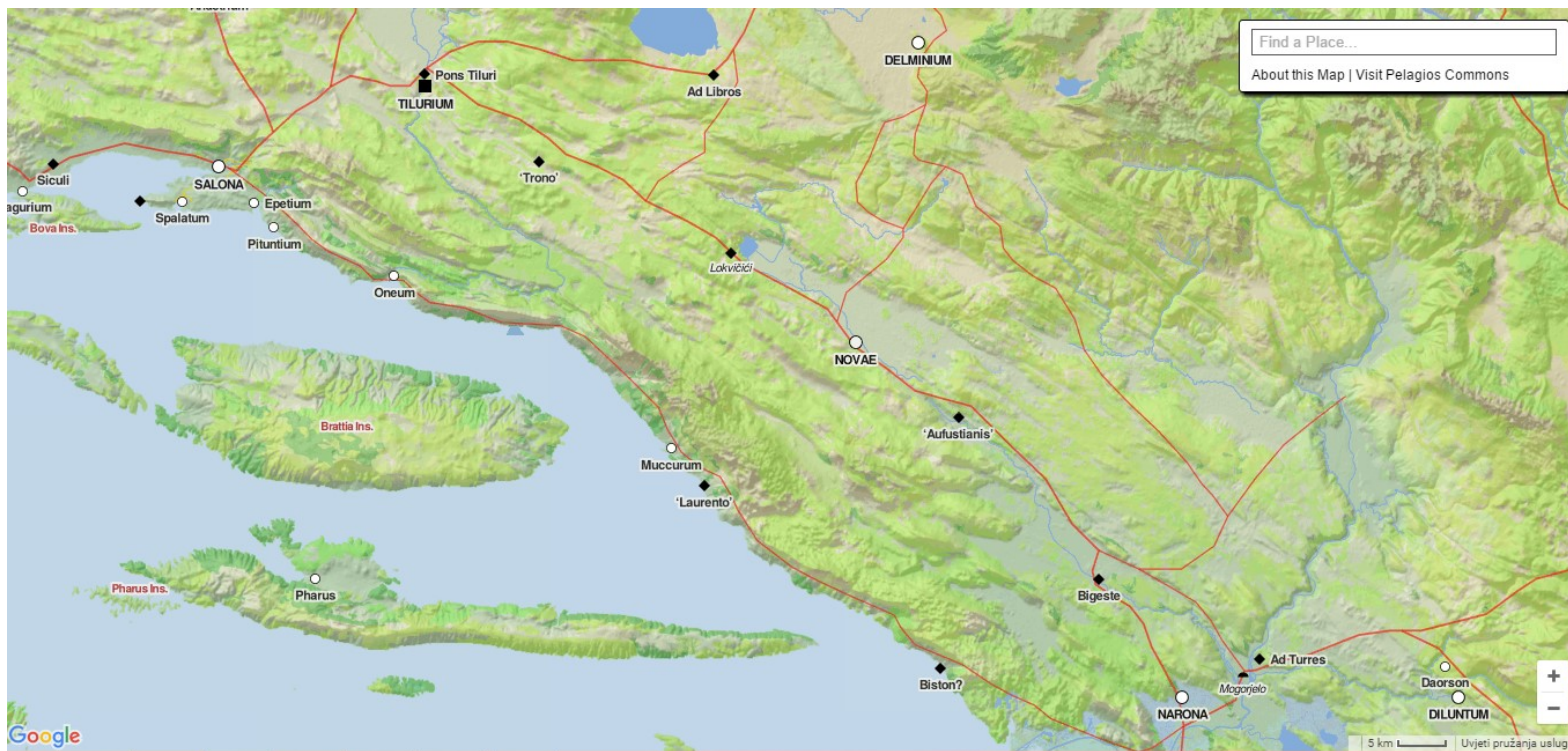 Find a Place...
About this Map | Visit Pelagios Commons
DELMINIUM
Pons Tiluri
TILURIUM
Ad Libros
Siculi
SALONA
'Trono'
Spalatum
Epetium
Bova Ins.
Pituntium
Lokvičići
Oneum
NOVAE
Brattia Ins.
'Aufustianis'
Muccurum
'Laurento'
Pharus Ins.
Pharus
Bigeste
Ad Turres
Biston?
Mogorjelo
Daorson
NARONA
DILUNTUM
+
−
Google
5 km
Uvjeti pružanja uslug